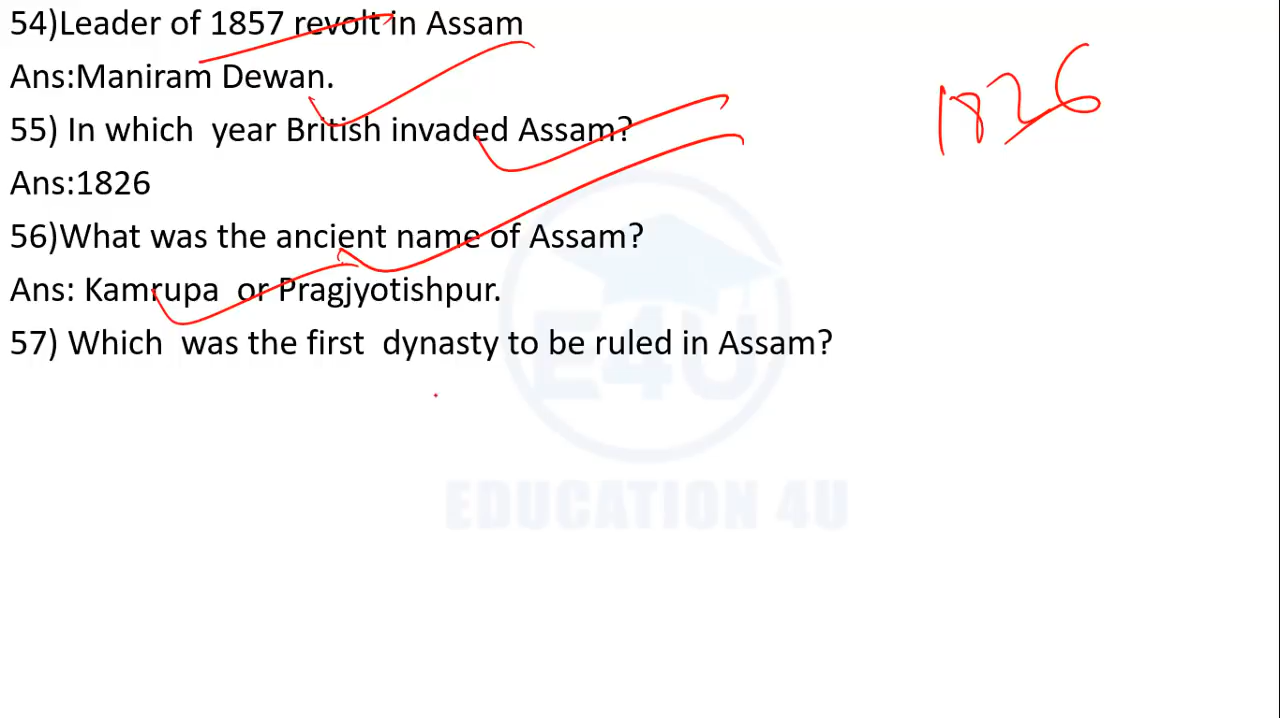 54)Leader of 1857 revolt in Assam
Ans:Maniram Dewan.
1826
55) In which year British invaded Assam?
Ans:1826
56)What was the ancient name of Assam?
Ans: Kamrupa or Pragjyotishpur.
57) Which was the first dynasty to be ruled in Assam?
E4U
EDUCATION 4U